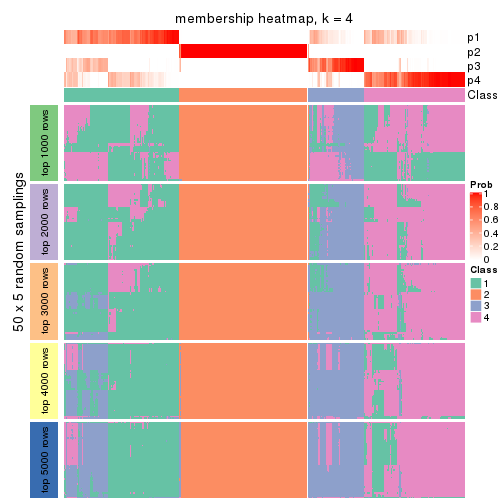 membership heatmap, k = 4
p1
p2
p3
p4
Class
50 x 5 random samplings
top 1000 rows
top 2000 rows
top 3000 rows
top 4000 rows
top 5000 rows
Prob
1
0.8
0.6
0.4
0.2
0
Class
1
2
3
4